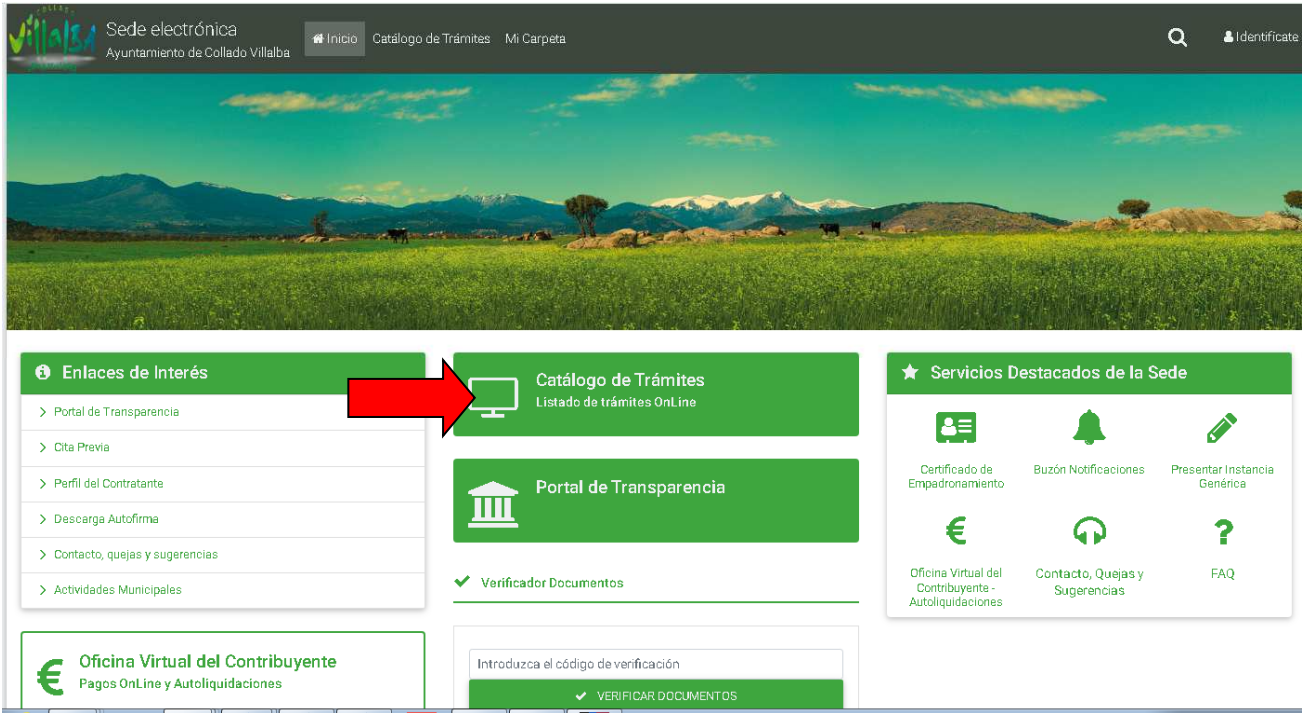 COLLADO
Villalba
Sede electrónica
Ayuntamiento de Collado Villalba
Inicio
Catálogo de Trámites
Mi Carpeta
Identifícate
Enlaces de Interés
Portal de Transparencia
Cita Previa
Perfil del Contratante
Descarga Autofirma
Contacto, quejas y sugerencias
Actividades Municipales
Oficina Virtual del Contribuyente
Pagos OnLine y Autoliquidaciones
Catálogo de Trámites
Listado de trámites OnLine
Portal de Transparencia
Verificador Documentos
Introduzca el código de verificación
VERIFICAR DOCUMENTOS
Servicios Destacados de la Sede
Certificado de
Empadronamiento
Buzón Notificaciones
Presentar Instancia
Genérica
Oficina Virtual del
Contribuyente -
Autoliquidaciones
Contacto, Quejas y
Sugerencias
FAQ